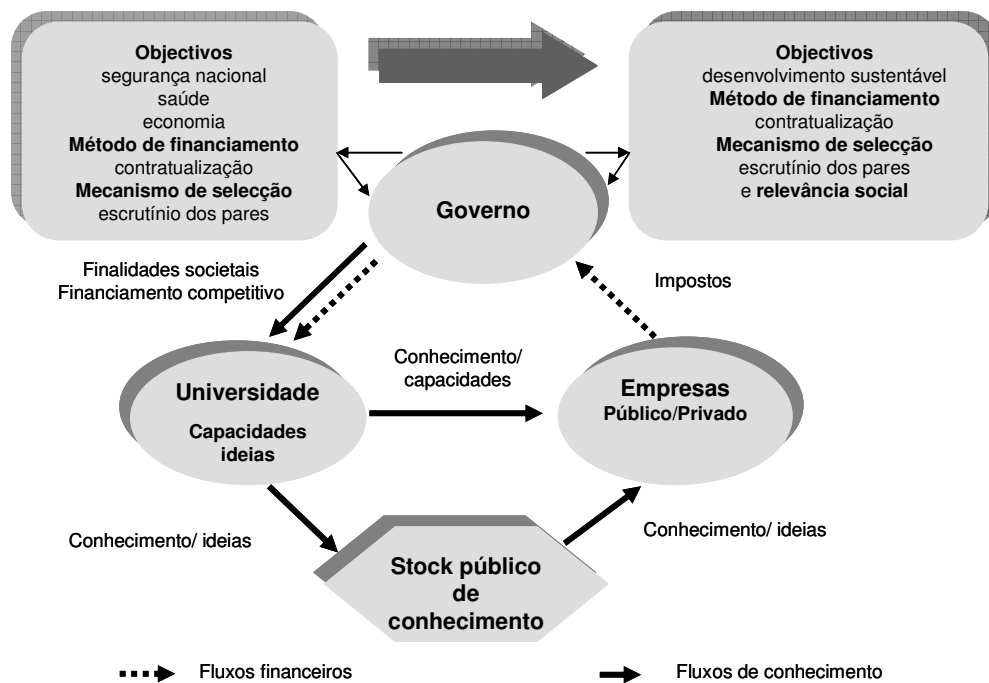 Objectivos
segurança nacional
saúde
economia
Método de financiamento
contratualização
Mecanismo de selecção
escrutínio dos pares
Objectivos
desenvolvimento sustentável
Método de financiamento
contratualização
Mecanismo de selecção
escrutínio dos pares
e relevância social
Governo
Finalidades societais
Financiamento competitivo
Impostos
Universidade
Capacidades
ideias
Conhecimento/
capacidades
Empresas
Público/Privado
Conhecimento/ ideias
Stock público
de
conhecimento
Conhecimento/ ideias
Fluxos financeiros
Fluxos de conhecimento